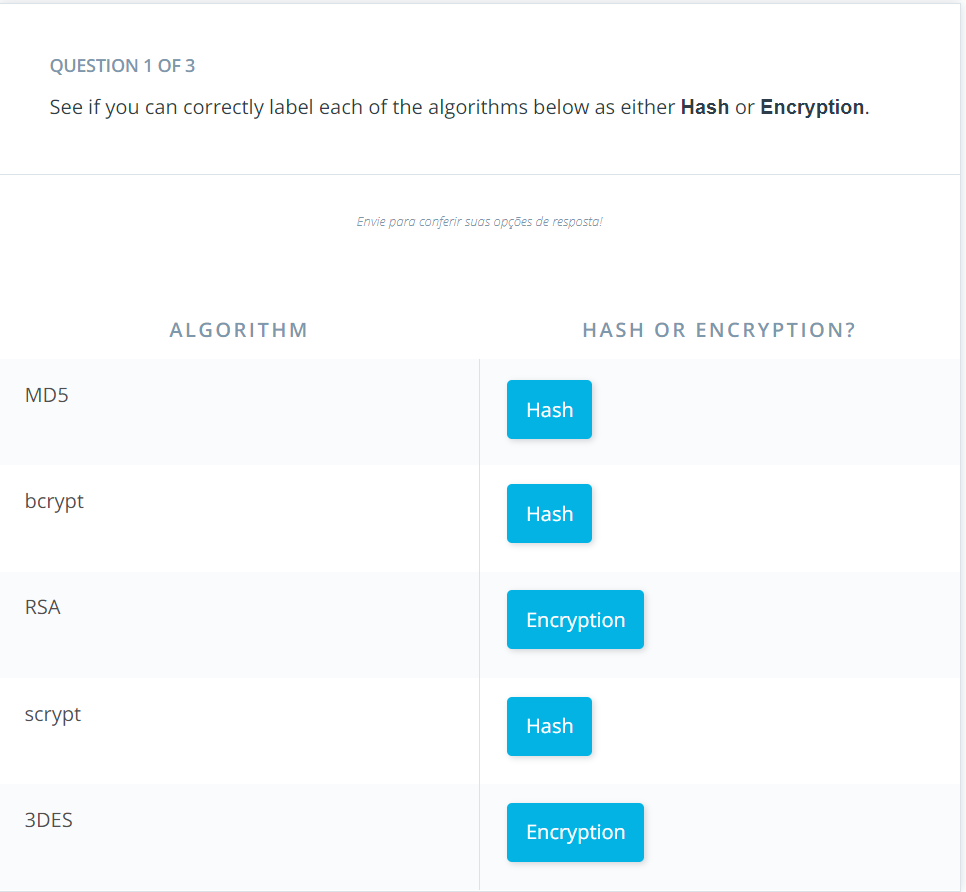 QUESTION 1 OF 3
See if you can correctly label each of the algorithms below as either Hash or Encryption.
Envie para conferir suas opções de resposta!
ALGORITHM HASH OR ENCRYPTION?
MD5 Hash
bcrypt Hash
RSA Encryption
scrypt Hash
3DES Encryption